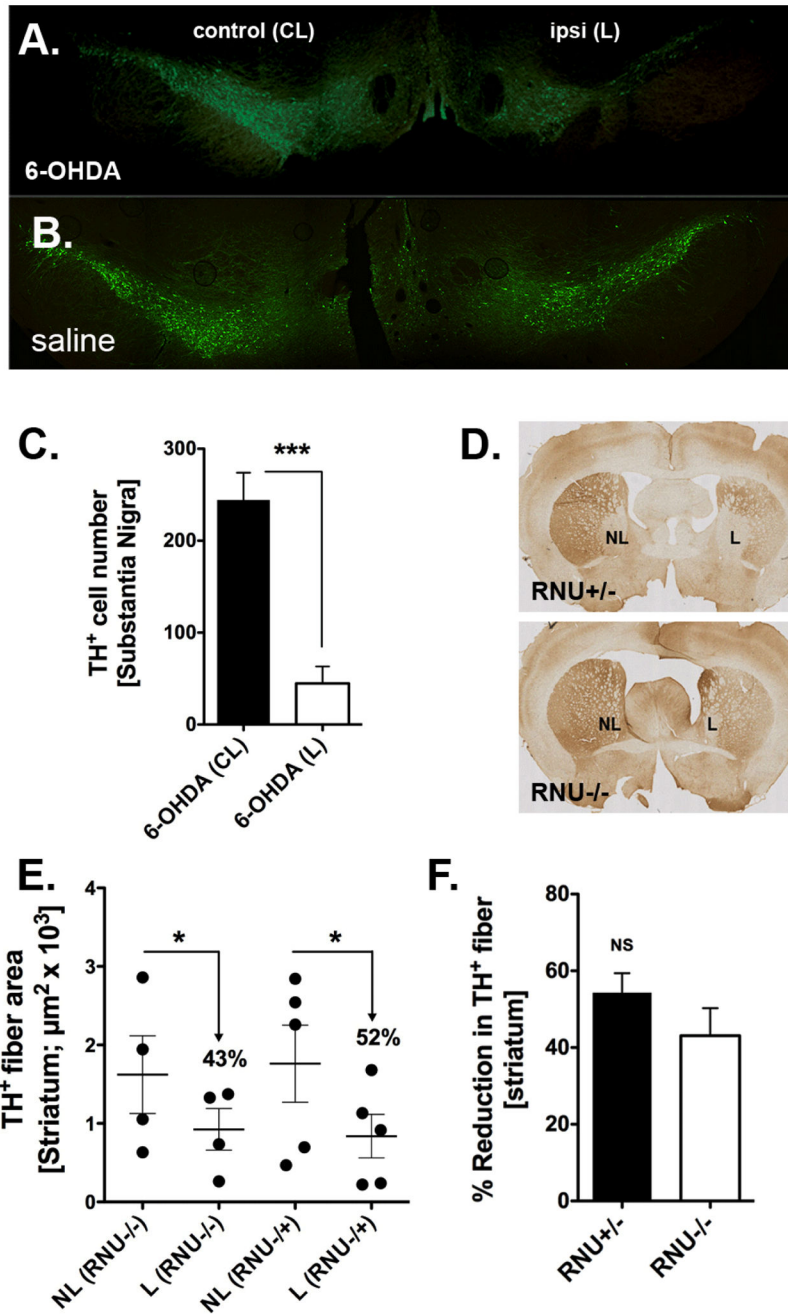 A.
control (CL)
ipsi (L)
6-OHDA
B.
saline
C.
TH⁺ cell number
[Substantia Nigra]
300
200
100
0
***
6-OHDA (CL)
6-OHDA (L)
D.
NL
L
RNU+/-
NL
L
RNU-/-
E.
TH⁺ fiber area
[Striatum; µm² x 10³]
4
3
2
1
0
*
*
43%
52%
NL (RNU-/-)
L (RNU-/-)
NL (RNU-/+)
L (RNU-/+)
F.
% Reduction in TH⁺ fiber
[striatum]
80
60
40
20
0
NS
RNU+/-
RNU-/-